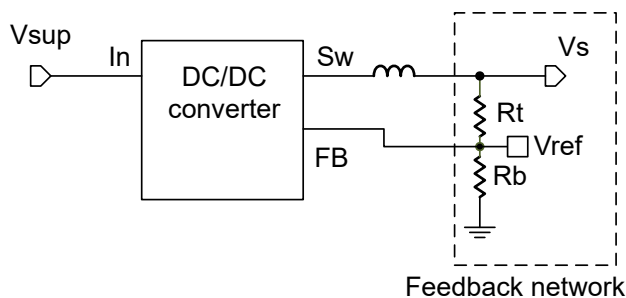 Vsup
In
DC/DC
converter
Sw
FB
Vs
Rt
Vref
Rb
Feedback network